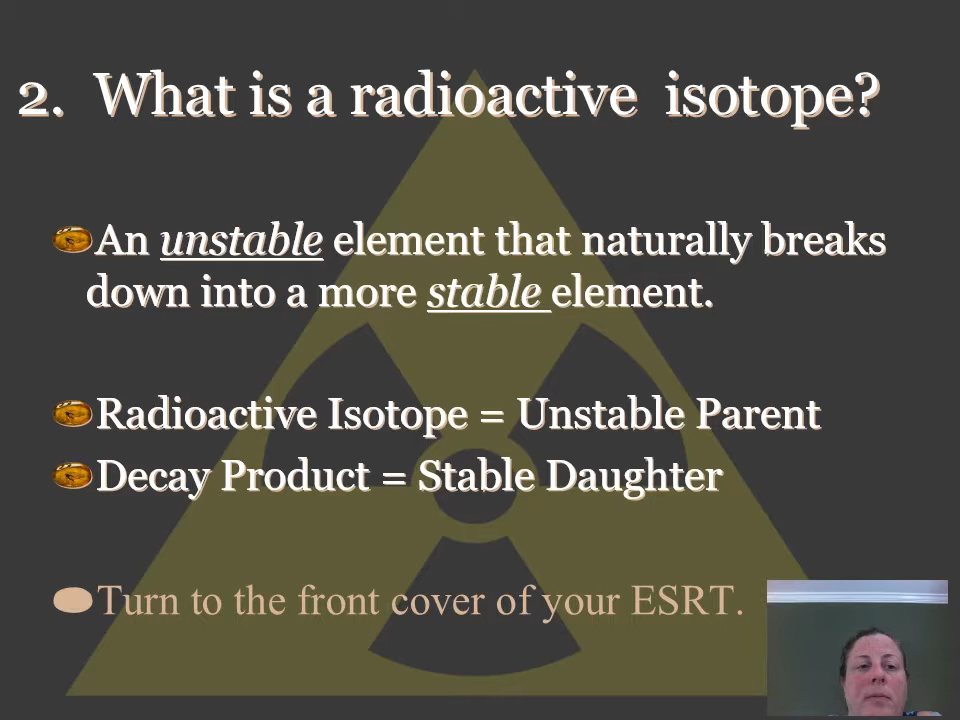 2. What is a radioactive isotope?
An unstable element that naturally breaks
down into a more stable element.
Radioactive Isotope = Unstable Parent
Decay Product = Stable Daughter
Turn to the front cover of your ESRT.